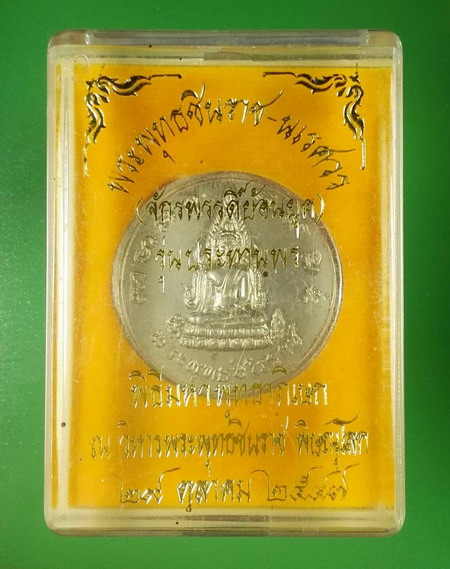 พระพุทธชินราช-นเรศวร
(จักรพรรดิ์ย้อนยุค)
รุ่นประทานพร
พิธีมหาพุทธาภิเษก
ณ วิหารพระพุทธชินราช พิษณุโลก
๒๙ ตุลาคม ๒๕๔๗